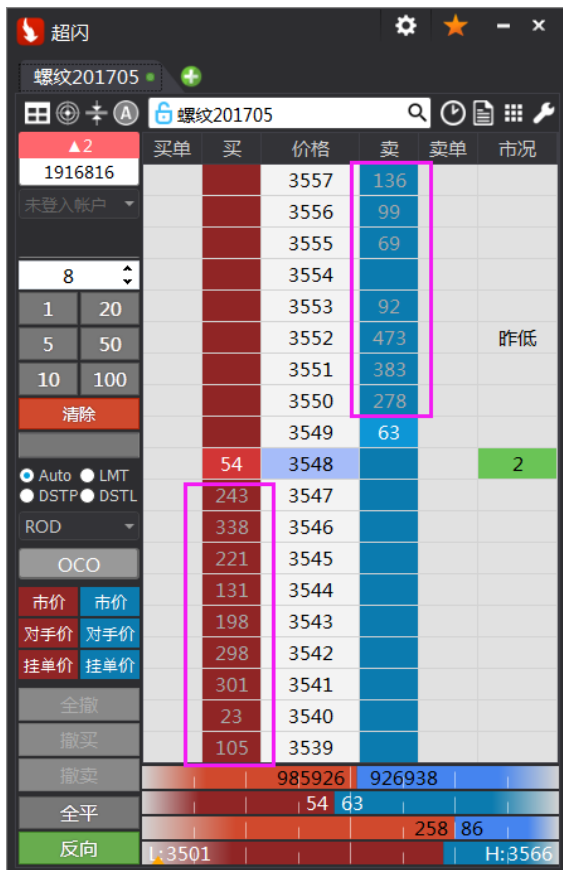 超闪
螺纹201705
A 螺纹201705
▲2 买单 买 价格 卖 卖单 市况
1916816 3557 136
未登入帐户 3556 99
3555 69
8 3554
1 20 3553 92
5 50 3552 473 昨低
10 100 3551 383
清除 3550 278
3549 63
Auto LMT 54 3548 2
DSTP DSTL 243 3547
ROD 338 3546
OCO 221 3545
市价 市价 131 3544
对手价 对手价 198 3543
挂单价 挂单价 298 3542
301 3541
全撤 23 3540
撤买 105 3539
撤卖 985926 926938
54 63
全平 258 86
反向 L:3501 H:3566